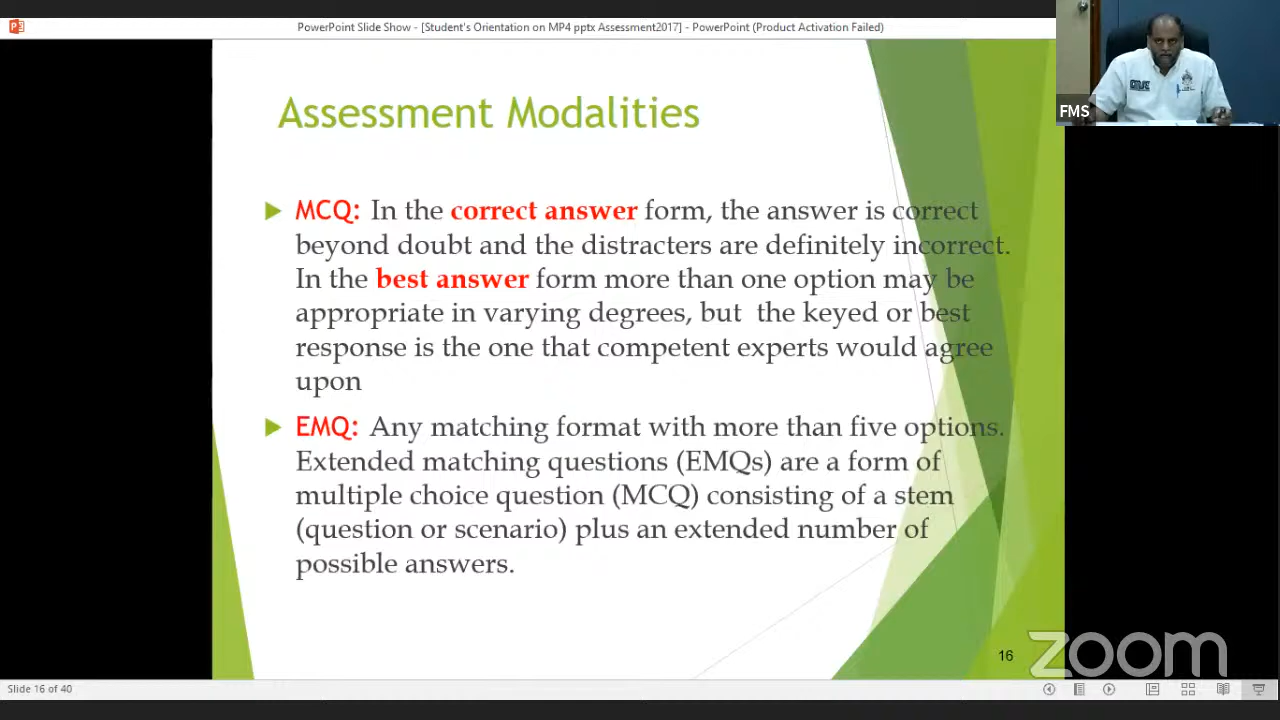 PowerPoint Slide Show - [Student's Orientation on MP4 pptx Assessment2017] - PowerPoint (Product Activation Failed)
FMS
Assessment Modalities
MCQ: In the correct answer form, the answer is correct
beyond doubt and the distracters are definitely incorrect.
In the best answer form more than one option may be
appropriate in varying degrees, but the keyed or best
response is the one that competent experts would agree
upon
EMQ: Any matching format with more than five options.
Extended matching questions (EMQs) are a form of
multiple choice question (MCQ) consisting of a stem
(question or scenario) plus an extended number of
possible answers.
16
zoom
Slide 16 of 40